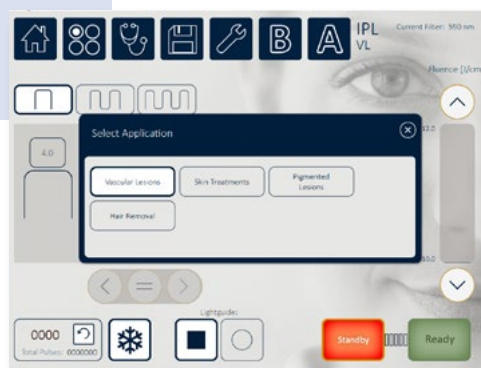 IPL
VL
Current Filter: 550 nm
Fluence [J/cm
B
A
Select Application
4.0
Vascular Lesions
Skin Treatments
Pigmented
Lesions
Hair Removal
Lightguide:
0000
Total Pulses: 0000000
Standby
Ready